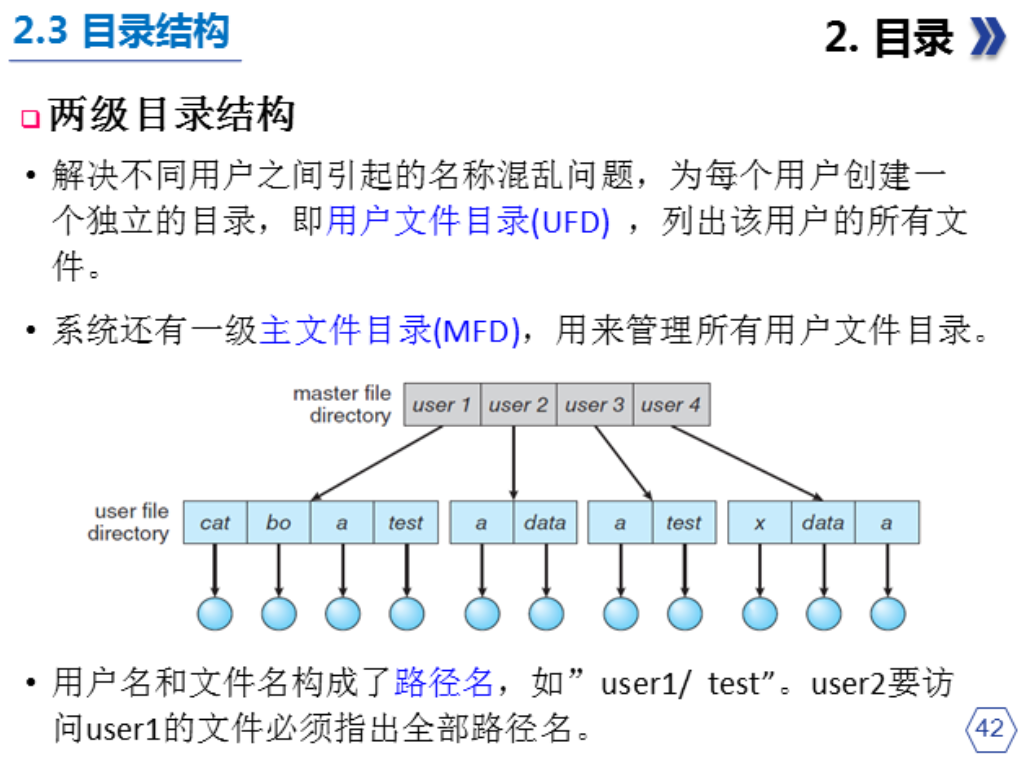 2.3 目录结构
2. 目录
两级目录结构
• 解决不同用户之间引起的名称混乱问题，为每个用户创建一
个独立的目录，即用户文件目录(UFD) ，列出该用户的所有文
件。
• 系统还有一级主文件目录(MFD)，用来管理所有用户文件目录。
master file
directory
user 1 user 2 user 3 user 4
user file
directory
cat bo a test a data a test x data a
• 用户名和文件名构成了路径名，如”user1/ test”。user2要访
问user1的文件必须指出全部路径名。
42